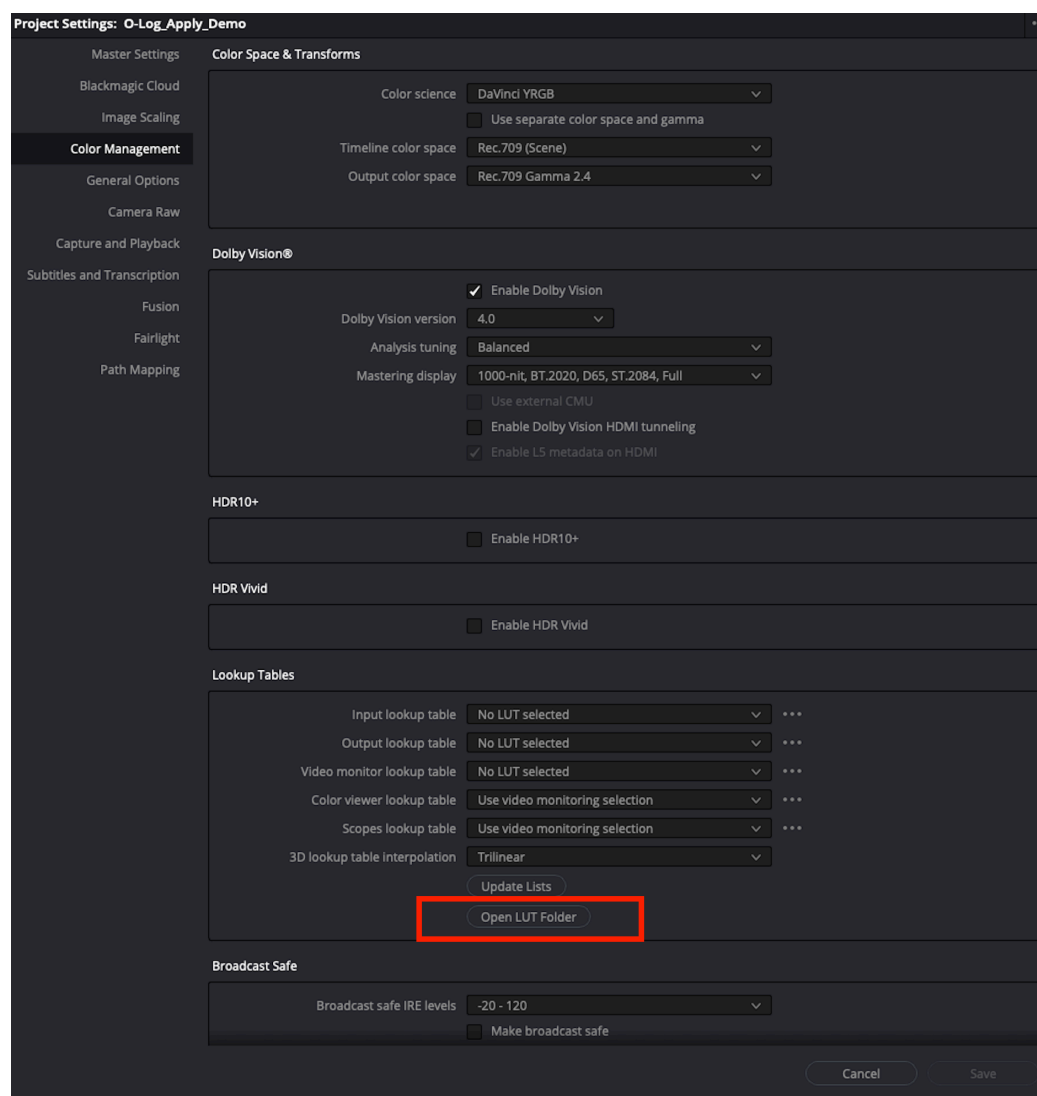 Project Settings: O-Log_Apply_Demo
Master Settings
Blackmagic Cloud
Image Scaling
Color Management
General Options
Camera Raw
Capture and Playback
Subtitles and Transcription
Fusion
Fairlight
Path Mapping
Color Space & Transforms
Color science DaVinci YRGB
Use separate color space and gamma
Timeline color space Rec.709 (Scene)
Output color space Rec.709 Gamma 2.4
Dolby Vision®
Enable Dolby Vision
Dolby Vision version 4.0
Analysis tuning Balanced
Mastering display 1000-nit, BT.2020, D65, ST.2084, Full
Use external CMU
Enable Dolby Vision HDMI tunneling
Enable L5 metadata on HDMI
HDR10+
Enable HDR10+
HDR Vivid
Enable HDR Vivid
Lookup Tables
Input lookup table No LUT selected
Output lookup table No LUT selected
Video monitor lookup table No LUT selected
Color viewer lookup table Use video monitoring selection
Scopes lookup table Use video monitoring selection
3D lookup table interpolation Trilinear
Update Lists
Open LUT Folder
Broadcast Safe
Broadcast safe IRE levels -20 - 120
Make broadcast safe
Cancel Save